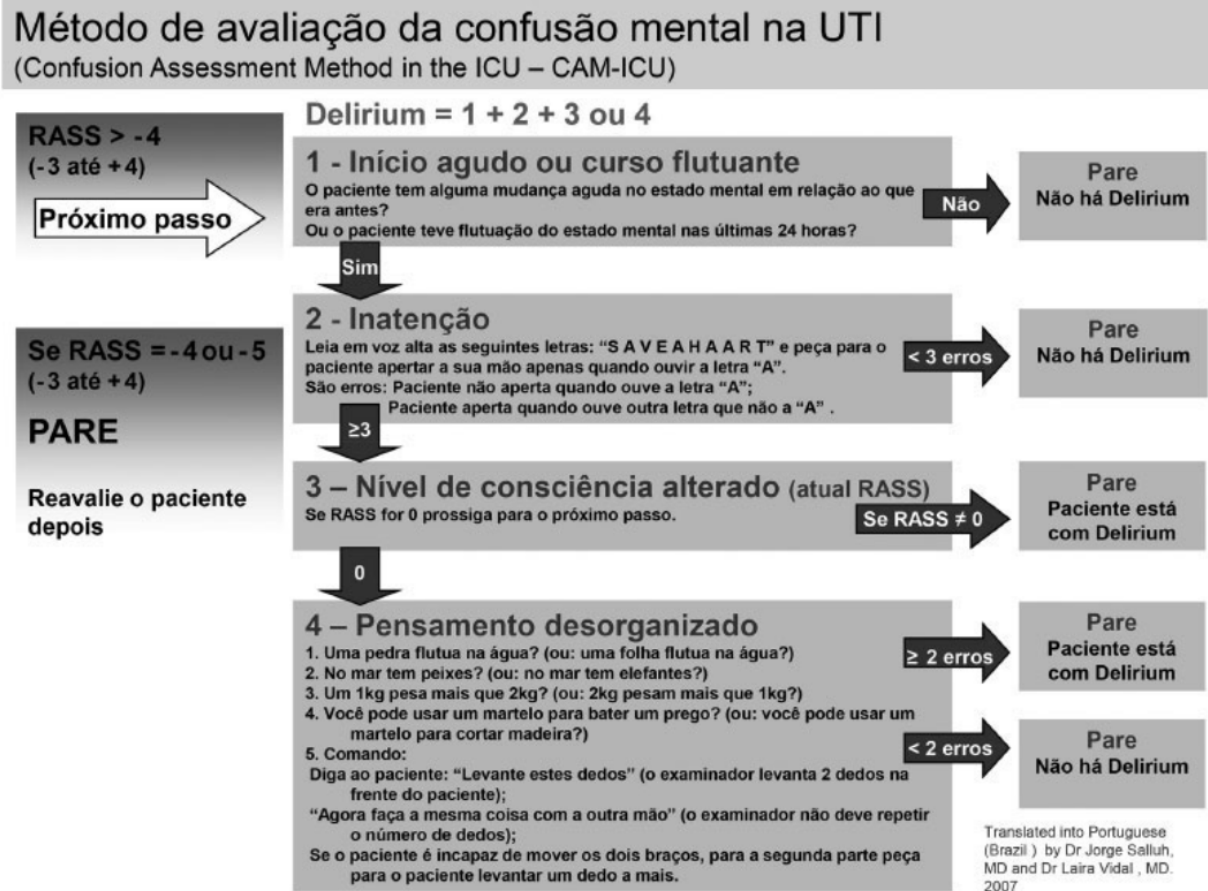 Método de avaliação da confusão mental na UTI
(Confusion Assessment Method in the ICU – CAM-ICU)
RASS > -4
(-3 até +4)
Próximo passo
Se RASS = -4 ou -5
(-3 até +4)
PARE
Reavalie o paciente
depois
Delirium = 1 + 2 + 3 ou 4
1 - Início agudo ou curso flutuante
O paciente tem alguma mudança aguda no estado mental em relação ao que
era antes?
Ou o paciente teve flutuação do estado mental nas últimas 24 horas?
Não
Pare
Não há Delirium
Sim
2 - Inatenção
Leia em voz alta as seguintes letras: “S A V E A H A A R T” e peça para o
paciente apertar a sua mão apenas quando ouvir a letra “A”.
São erros: Paciente não aperta quando ouve a letra “A”;
Paciente aperta quando ouve outra letra que não a “A” .
< 3 erros
Pare
Não há Delirium
≥3
3 – Nível de consciência alterado (atual RASS)
Se RASS for 0 prossiga para o próximo passo.
Se RASS ≠ 0
Pare
Paciente está
com Delirium
0
4 – Pensamento desorganizado
1. Uma pedra flutua na água? (ou: uma folha flutua na água?)
2. No mar tem peixes? (ou: no mar tem elefantes?)
3. Um 1kg pesa mais que 2kg? (ou: 2kg pesam mais que 1kg?)
4. Você pode usar um martelo para bater um prego? (ou: você pode usar um
martelo para cortar madeira?)
5. Comando:
Diga ao paciente: “Levante estes dedos” (o examinador levanta 2 dedos na
frente do paciente);
“Agora faça a mesma coisa com a outra mão” (o examinador não deve repetir
o número de dedos);
Se o paciente é incapaz de mover os dois braços, para a segunda parte peça
para o paciente levantar um dedo a mais.
≥ 2 erros
Pare
Paciente está
com Delirium
< 2 erros
Pare
Não há Delirium
Translated into Portuguese
(Brazil ) by Dr Jorge Salluh,
MD and Dr Laira Vidal , MD.
2007